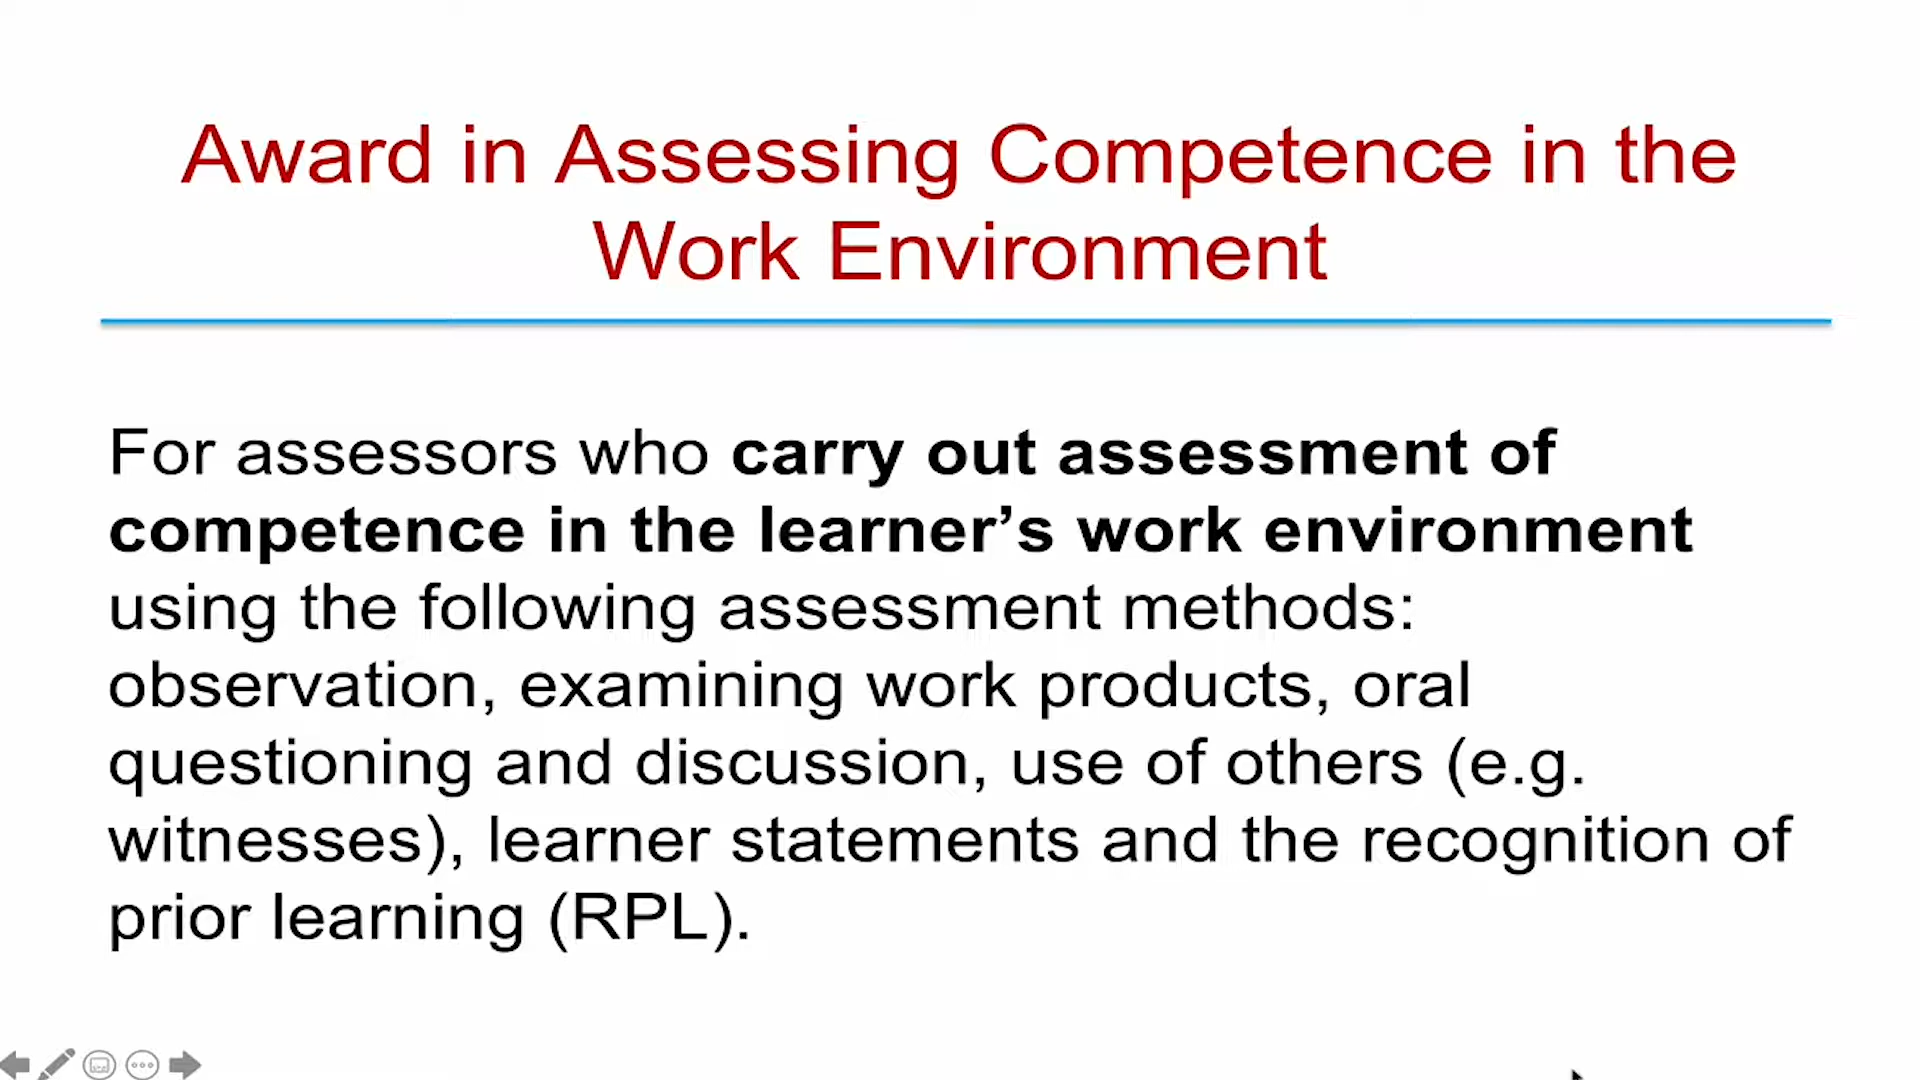 Award in Assessing Competence in the
Work Environment
For assessors who carry out assessment of
competence in the learner’s work environment
using the following assessment methods:
observation, examining work products, oral
questioning and discussion, use of others (e.g.
witnesses), learner statements and the recognition of
prior learning (RPL).